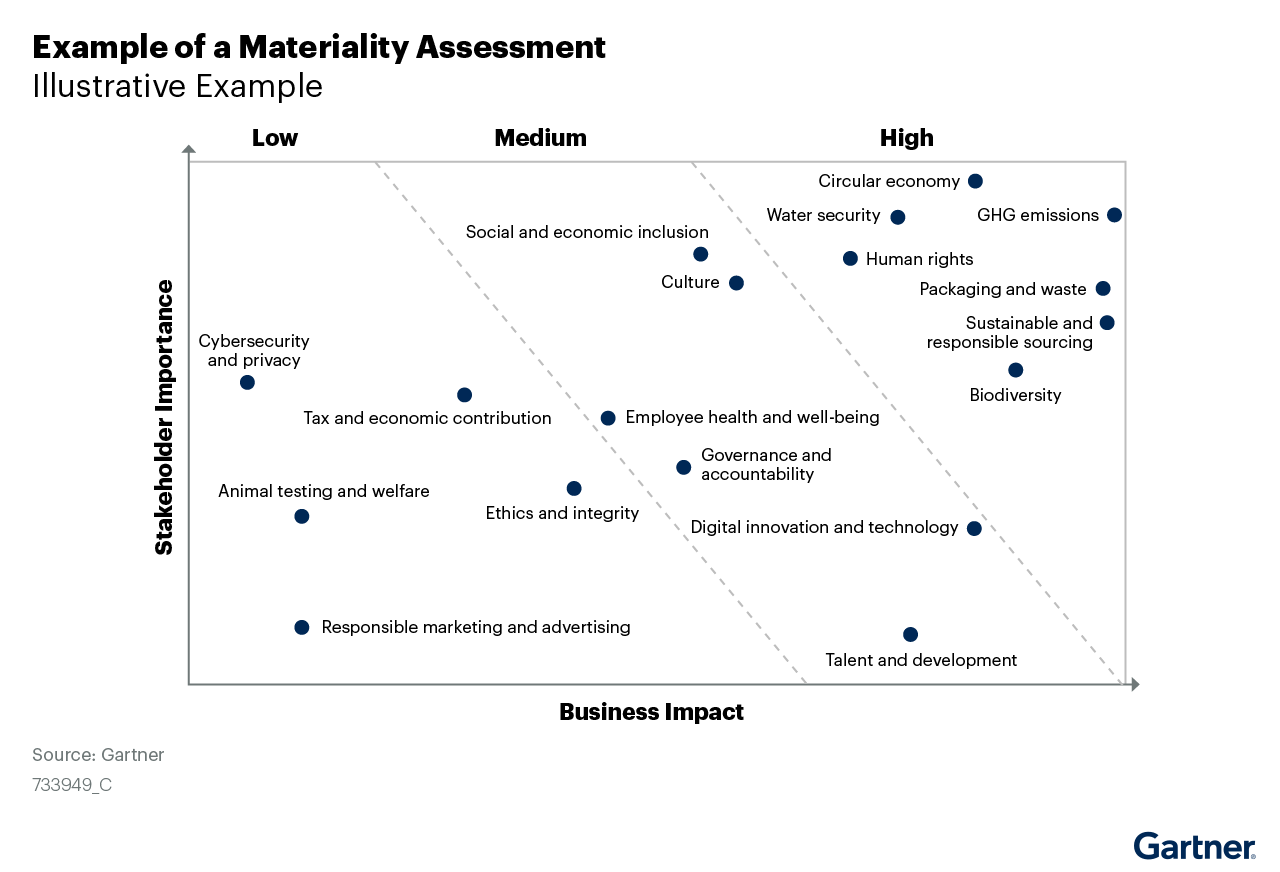 Example of a Materiality Assessment
Illustrative Example
Low
Medium
High
Circular economy
Water security
GHG emissions
Social and economic inclusion
Human rights
Culture
Packaging and waste
Sustainable and
responsible sourcing
Cybersecurity
and privacy
Biodiversity
Tax and economic contribution
Employee health and well-being
Governance and
accountability
Animal testing and welfare
Ethics and integrity
Digital innovation and technology
Responsible marketing and advertising
Talent and development
Stakeholder Importance
Business Impact
Source: Gartner
733949_C
Gartner®